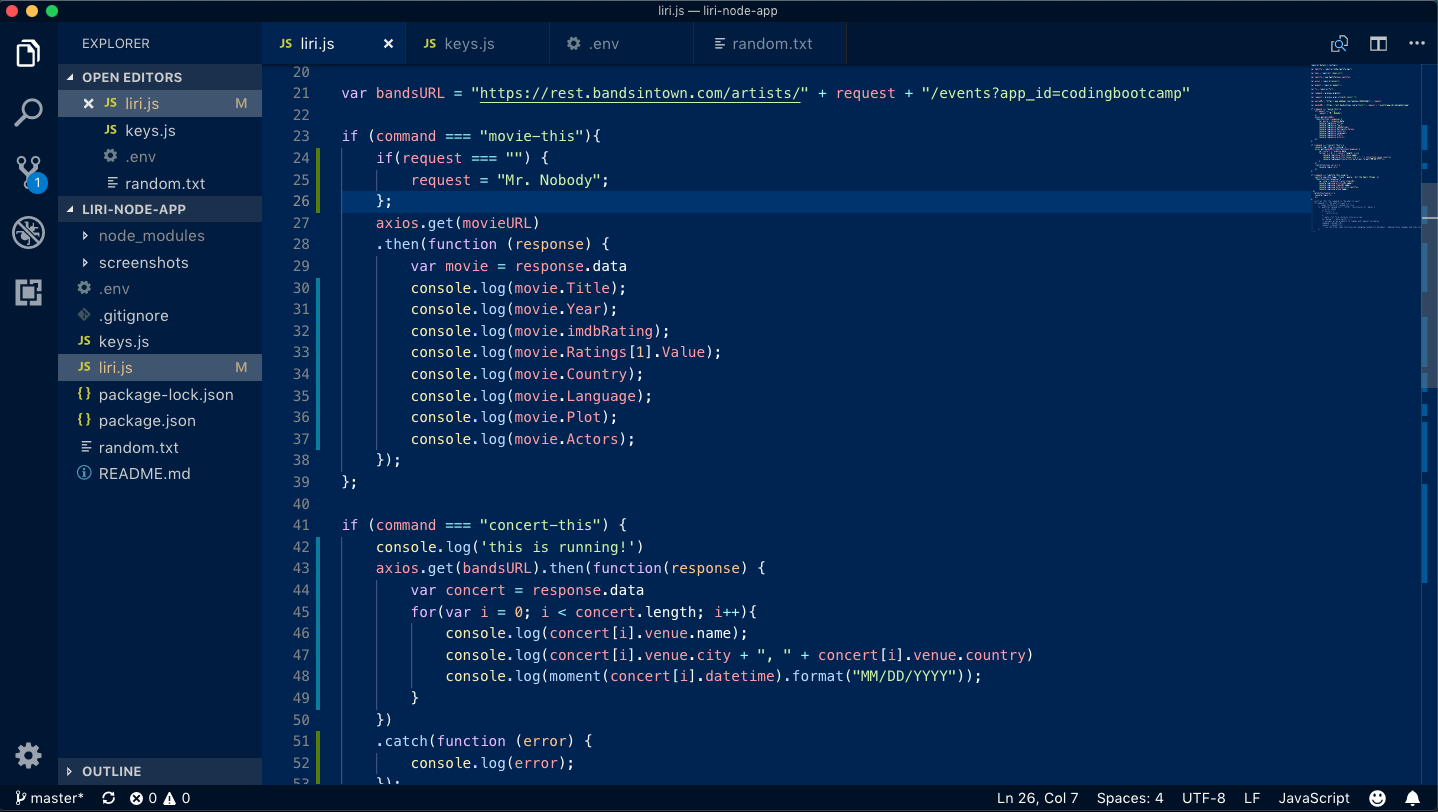 liri.js — liri-node-app
EXPLORER
OPEN EDITORS
JS liri.js M
JS keys.js
.env
random.txt
LIRI-NODE-APP
node_modules
screenshots
.env
.gitignore
JS keys.js
JS liri.js M
{} package-lock.json
{} package.json
random.txt
README.md
OUTLINE
1
JS liri.js
JS keys.js
.env
random.txt
20
21 var bandsURL = "https://rest.bandsintown.com/artists/" + request + "/events?app_id=codingbootcamp"
22
23 if (command === "movie-this"){
24 if(request === "") {
25 request = "Mr. Nobody";
26 };
27 axios.get(movieURL)
28 .then(function (response) {
29 var movie = response.data
30 console.log(movie.Title);
31 console.log(movie.Year);
32 console.log(movie.imdbRating);
33 console.log(movie.Ratings[1].Value);
34 console.log(movie.Country);
35 console.log(movie.Language);
36 console.log(movie.Plot);
37 console.log(movie.Actors);
38 });
39 };
40
41 if (command === "concert-this") {
42 console.log('this is running!')
43 axios.get(bandsURL).then(function(response) {
44 var concert = response.data
45 for(var i = 0; i < concert.length; i++){
46 console.log(concert[i].venue.name);
47 console.log(concert[i].venue.city + ", " + concert[i].venue.country)
48 console.log(moment(concert[i].datetime).format("MM/DD/YYYY"));
49 }
50 })
51 .catch(function (error) {
52 console.log(error);
53 });
master* 0 0 Ln 26, Col 7 Spaces: 4 UTF-8 LF JavaScript